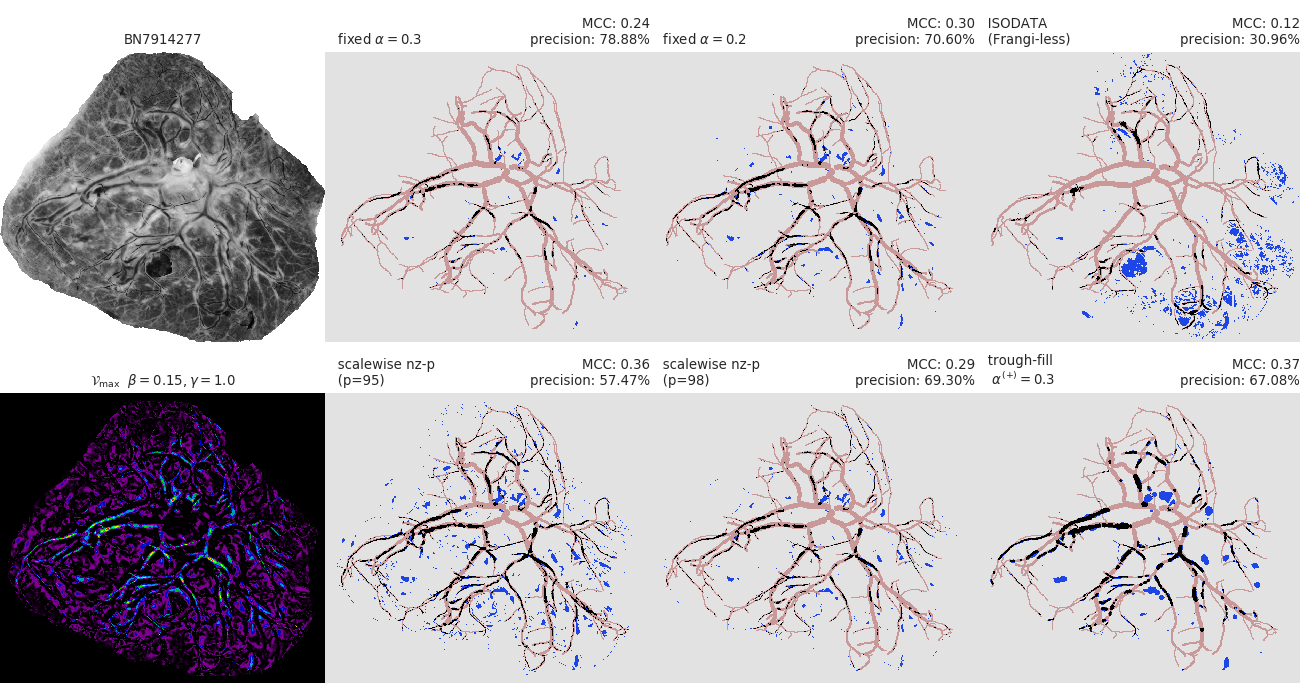 BN7914277
fixed α = 0.3
MCC: 0.24
precision: 78.88%
fixed α = 0.2
MCC: 0.30
precision: 70.60%
ISODATA
(Frangi-less)
MCC: 0.12
precision: 30.96%
𝒱max β = 0.15, γ = 1.0
scalewise nz-p
(p=95)
MCC: 0.36
precision: 57.47%
scalewise nz-p
(p=98)
MCC: 0.29
precision: 69.30%
trough-fill
α(+) = 0.3
MCC: 0.37
precision: 67.08%